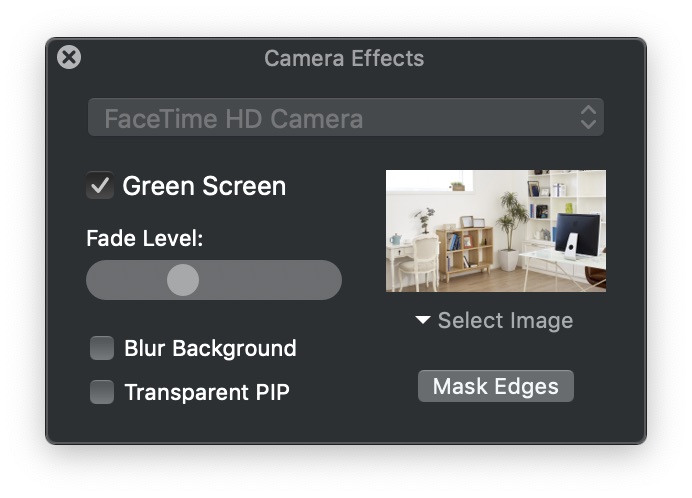 Camera Effects
FaceTime HD Camera
Green Screen
Fade Level:
Select Image
Blur Background
Transparent PIP
Mask Edges